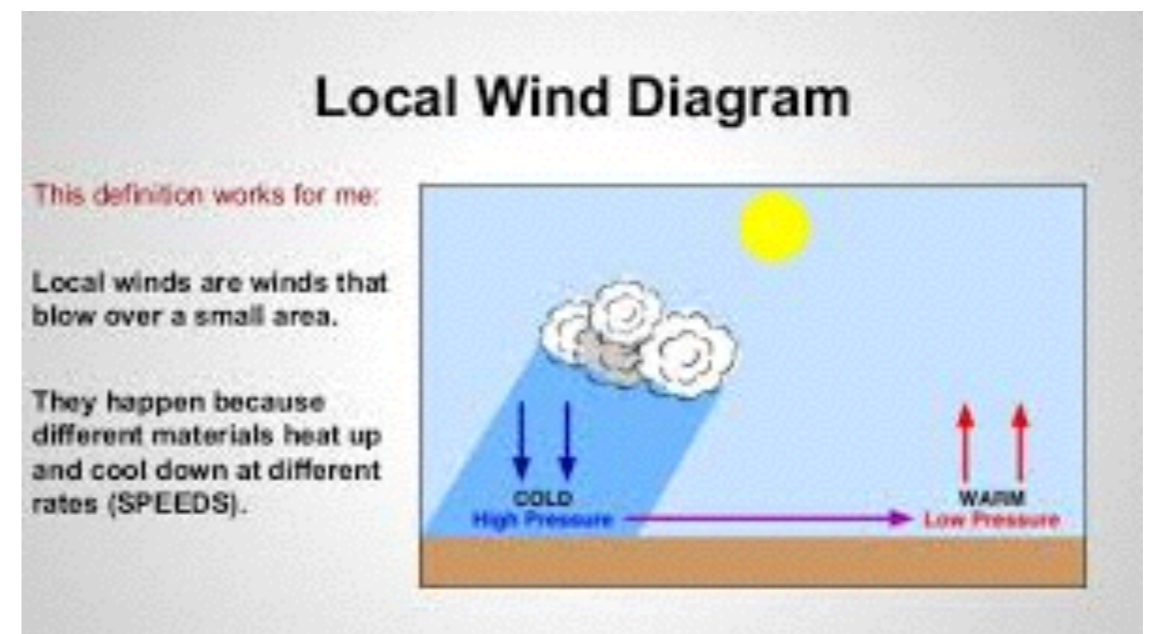 Local Wind Diagram
This definition works for me:
Local winds are winds that
blow over a small area.
They happen because
different materials heat up
and cool down at different
rates (SPEEDS).
COLD
High Pressure
WARM
Low Pressure